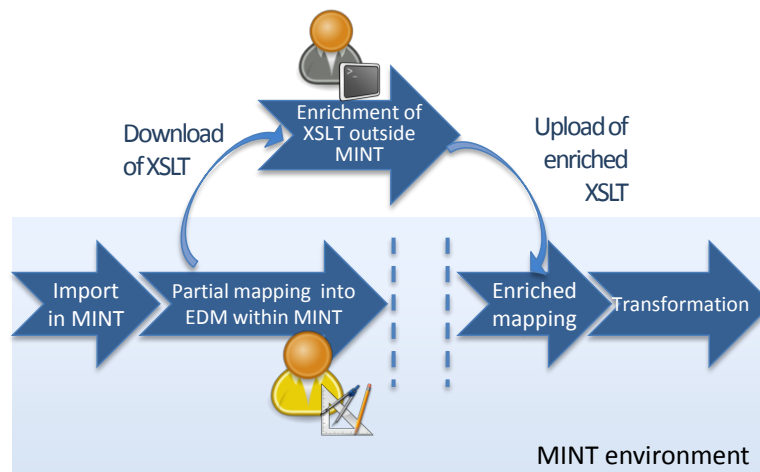 Enrichment of
XSLT outside
MINT
Download
of XSLT
Upload of
enriched
XSLT
Import
in MINT
Partial mapping into
EDM within MINT
Enriched
mapping
Transformation
MINT environment